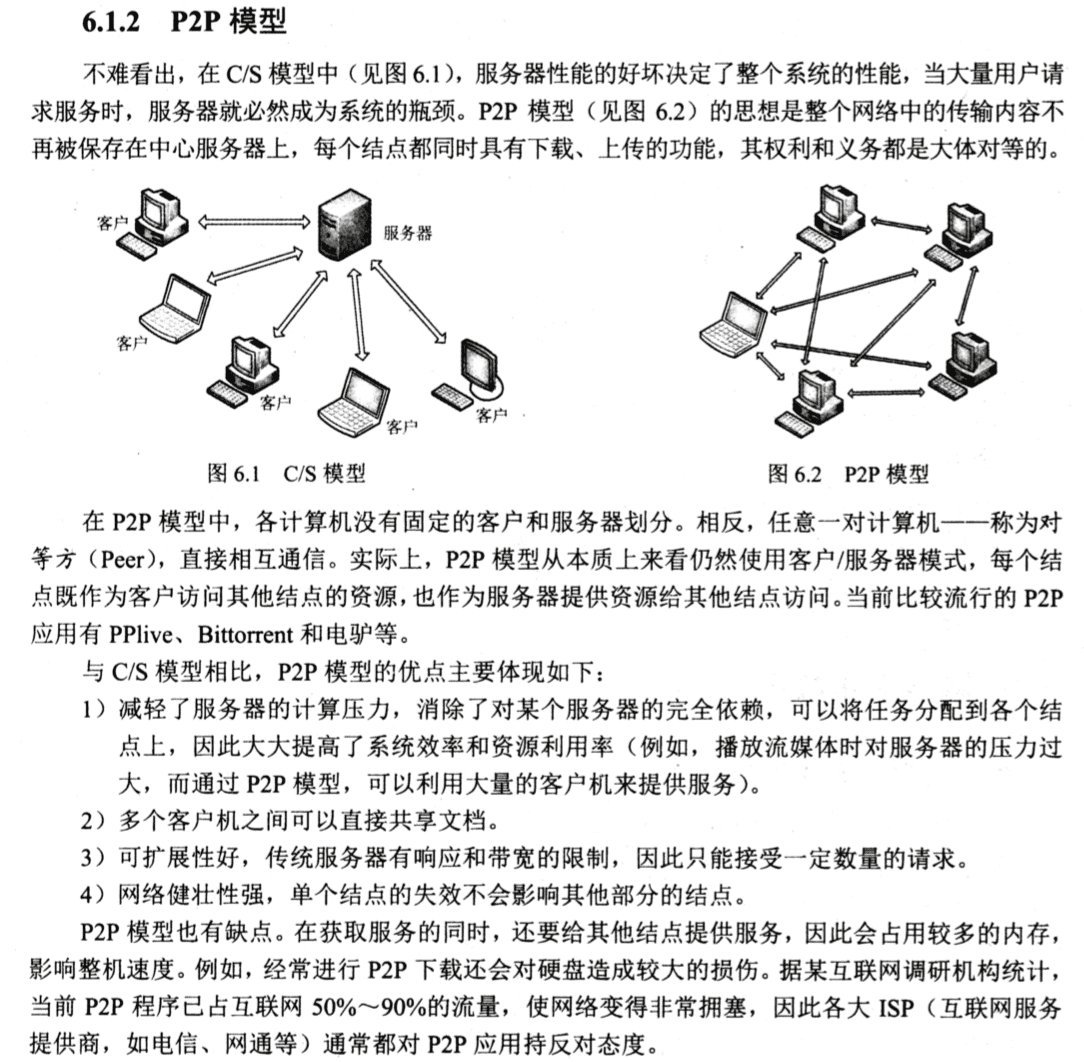 6.1.2 P2P 模型
不难看出，在 C/S 模型中（见图 6.1），服务器性能的好坏决定了整个系统的性能，当大量用户请
求服务时，服务器就必然成为系统的瓶颈。P2P 模型（见图 6.2）的思想是整个网络中的传输内容不
再被保存在中心服务器上，每个结点都同时具有下载、上传的功能，其权利和义务都是大体对等的。
客户
服务器
客户
客户
客户
客户
图 6.1 C/S 模型
图 6.2 P2P 模型
在 P2P 模型中，各计算机没有固定的客户和服务器划分。相反，任意一对计算机——称为对
等方（Peer），直接相互通信。实际上，P2P 模型从本质上来看仍然使用客户/服务器模式，每个结
点既作为客户访问其他结点的资源，也作为服务器提供资源给其他结点访问。当前比较流行的 P2P
应用有 PPlive、Bittorrent 和电驴等。
与 C/S 模型相比，P2P 模型的优点主要体现如下：
1）减轻了服务器的计算压力，消除了对某个服务器的完全依赖，可以将任务分配到各个结
点上，因此大大提高了系统效率和资源利用率（例如，播放流媒体时对服务器的压力过
大，而通过 P2P 模型，可以利用大量的客户机来提供服务）。
2）多个客户机之间可以直接共享文档。
3）可扩展性好，传统服务器有响应和带宽的限制，因此只能接受一定数量的请求。
4）网络健壮性强，单个结点的失效不会影响其他部分的结点。
P2P 模型也有缺点。在获取服务的同时，还要给其他结点提供服务，因此会占用较多的内存，
影响整机速度。例如，经常进行 P2P 下载还会对硬盘造成较大的损伤。据某互联网调研机构统计，
当前 P2P 程序已占互联网 50%～90%的流量，使网络变得非常拥塞，因此各大 ISP（互联网服务
提供商，如电信、网通等）通常都对 P2P 应用持反对态度。